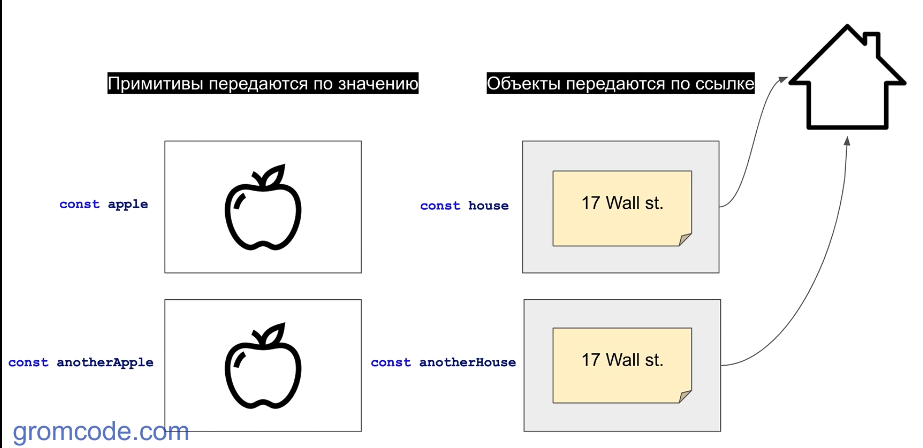 Примитивы передаются по значению
Объекты передаются по ссылке
const apple
const house
17 Wall st.
const anotherApple
const anotherHouse
17 Wall st.
gromcode.com